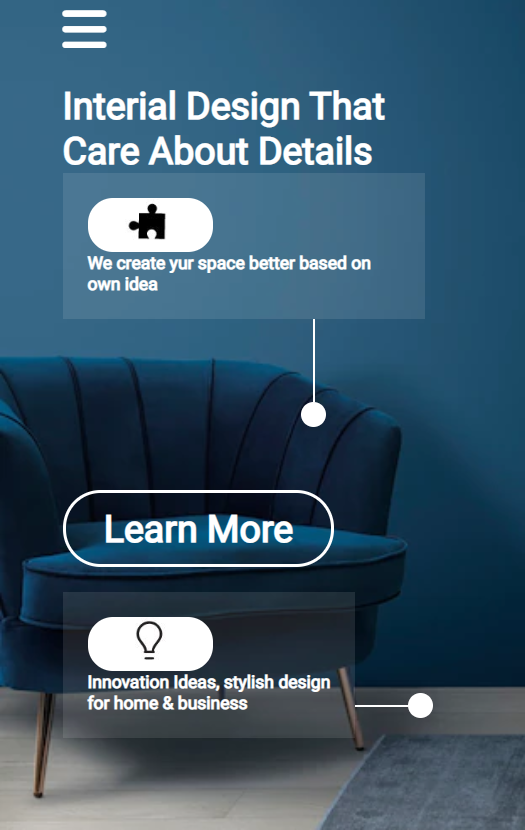 Interial Design That
Care About Details
We create yur space better based on
own idea
Learn More
Innovation Ideas, stylish design
for home & business